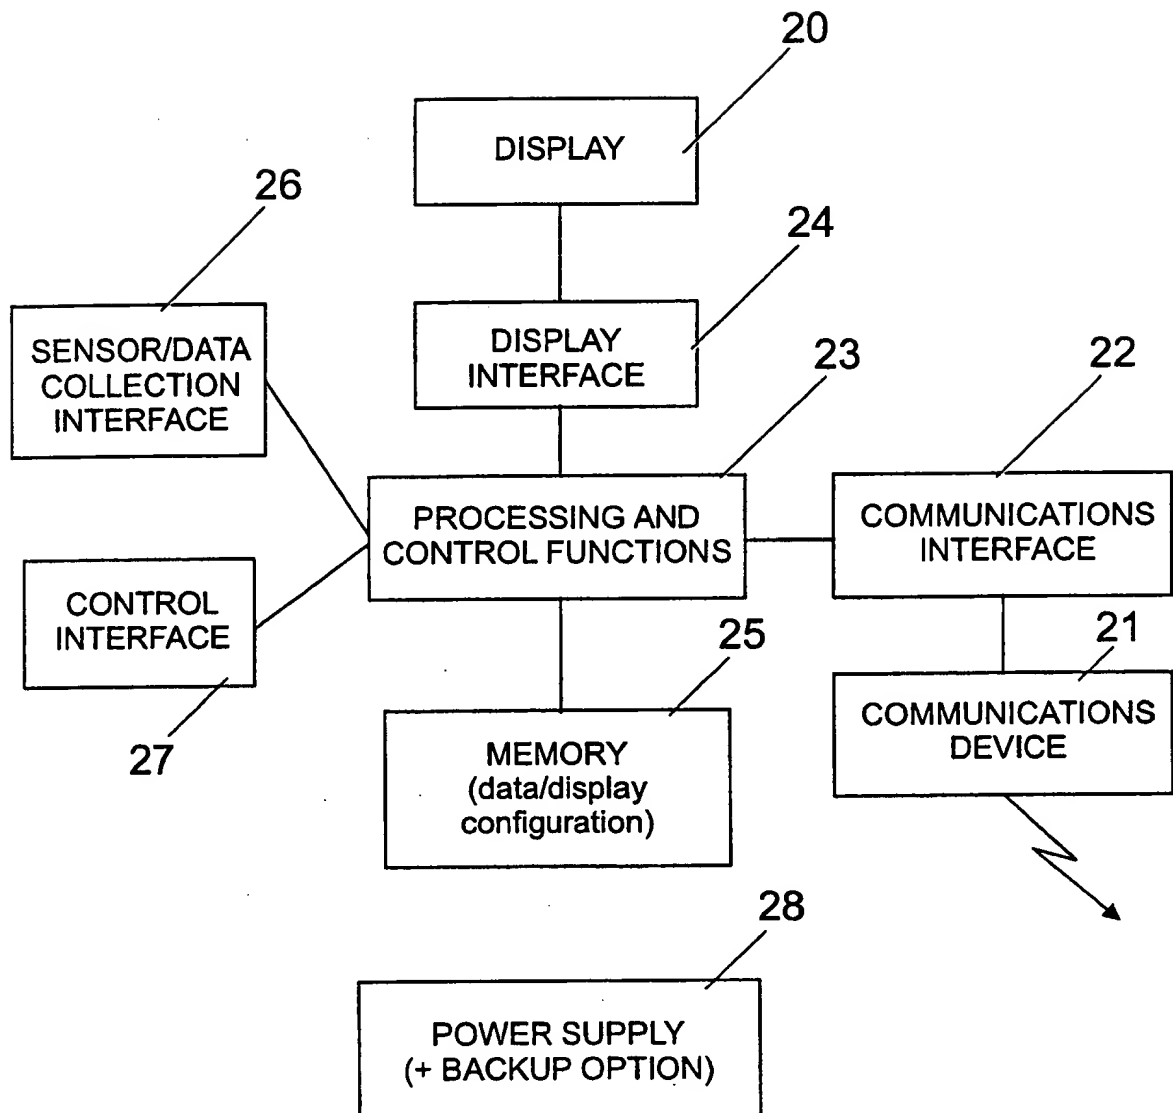 20
DISPLAY
26
24
SENSOR/DATA
COLLECTION
INTERFACE
DISPLAY
INTERFACE
23
22
PROCESSING AND
CONTROL FUNCTIONS
COMMUNICATIONS
INTERFACE
CONTROL
INTERFACE
27
25
21
MEMORY
(data/display
configuration)
COMMUNICATIONS
DEVICE
28
POWER SUPPLY
(+ BACKUP OPTION)